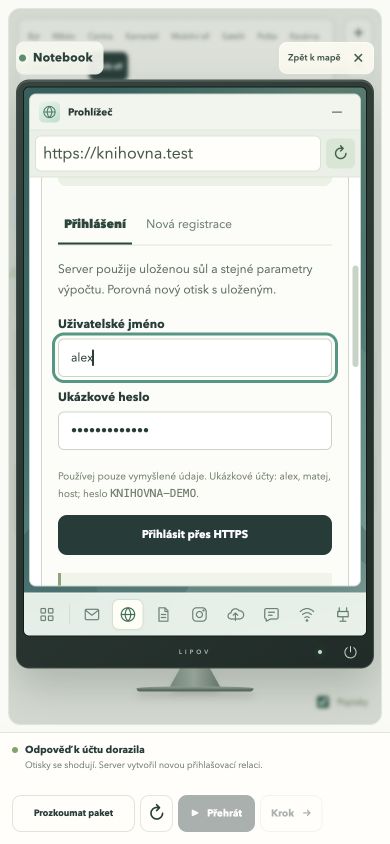 Notebook
Zpět k mapě
Prohlížeč
https://knihovna.test
Přihlášení Nová registrace
Server použije uloženou sůl a stejné parametry
výpočtu. Porovná nový otisk s uloženým.
Uživatelské jméno
alex
Ukázkové heslo
•••••••••••••
Používej pouze vymyšlené údaje. Ukázkové účty: alex, matej,
host; heslo KNIHOVNA-DEMO.
Přihlásit přes HTTPS
LIPOV
Odpověď k účtu dorazila
Otisky se shodují. Server vytvořil novou přihlašovací relaci.
Prozkoumat paket Přehrát Krok →